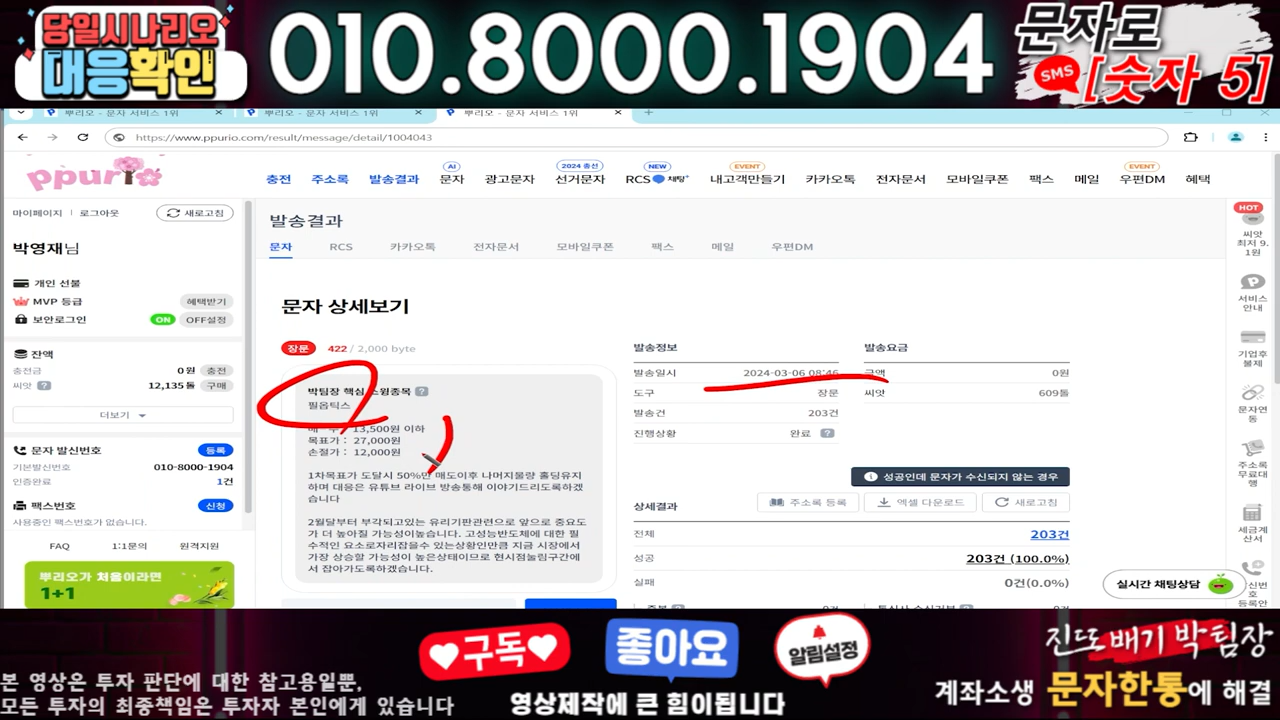 당일시나리오
대응확인
010.8000.1904
문자로
SMS
[숫자 5]
뿌리오 - 문자 서비스 1위
뿌리오 - 문자 서비스 1위
뿌리오 - 문자 서비스 1위
https://www.ppurio.com/result/message/detail/1004043
ppurio
충전
주소록
발송결과
AI
문자
광고문자
2024 총선
선거문자
NEW
RCS 채팅+
EVENT
내고객만들기
카카오톡
전자문서
모바일쿠폰
팩스
메일
EVENT
우편DM
혜택
마이페이지 | 로그아웃
새로고침
박영재님
개인 선불
MVP 등급
혜택받기
보안로그인
ON
OFF설정
잔액
충전금
0원
충전
씨앗 ?
12,135톨
구매
더보기
문자 발신번호
등록
기본발신번호
010-8000-1904
인증완료
1건
팩스번호
신청
사용중인 팩스번호가 없습니다.
FAQ
1:1문의
원격지원
뿌리오가 처음이라면
1+1
발송결과
문자
RCS
카카오톡
전자문서
모바일쿠폰
팩스
메일
우편DM
문자 상세보기
장문
422 / 2,000 byte
박팀장 핵심 스윙종목 ?
필옵틱스
13,500원 이하
목표가 : 27,000원
손절가 : 12,000원
1차목표가 도달시 50%만 매도이후 나머지물량 홀딩유지
하며 대응은 유튜브 라이브 방송통해 이야기드리도록하겠
습니다
2월달부터 부각되고있는 유리기판관련으로 앞으로 중요도
가 더 높아질 가능성이높습니다. 고성능반도체에 대한 필
수적인 요소로자리잡을수 있는상황인만큼 지금 시장에서
가장 상승할 가능성이 높은상태이므로 현시점눌림구간에
서 잡아가도록하겠습니다.
발송정보
발송일시
2024-03-06 08:46
도구
장문
발송건
203건
진행상황
완료 ?
발송요금
금액
0원
씨앗
609톨
성공인데 문자가 수신되지 않는 경우
상세결과
주소록 등록
엑셀 다운로드
새로고침
전체
203건
성공
203건 (100.0%)
실패
0건(0.0%)
HOT
씨앗
최저 9.
1원
서비스
안내
기업후
불제
문자연
동
주소록
무료대
행
세금계
산서
실시간 채팅상담
구독
좋아요
알림설정
영상제작에 큰 힘이됩니다
본 영상은 투자 판단에 대한 참고용일뿐,
모든 투자의 최종책임은 투자자 본인에게 있습니다
진또배기 박팀장
계좌소생 문자한통에 해결